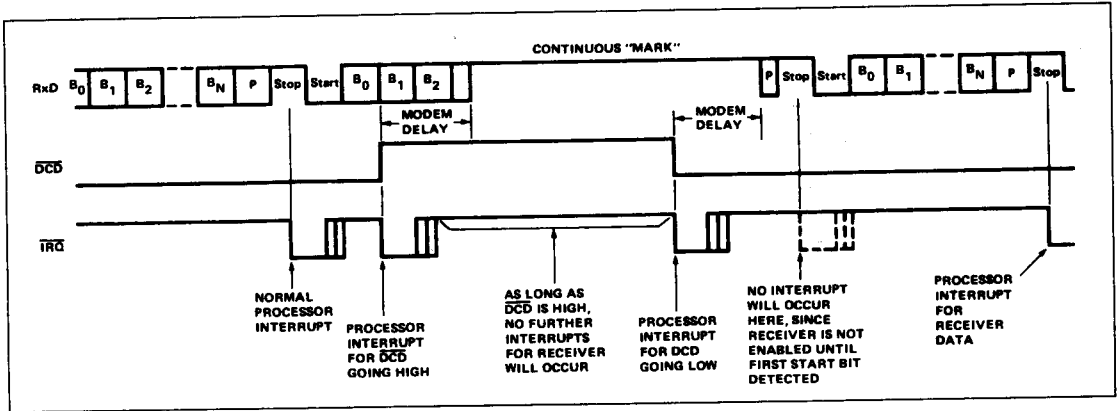 CONTINUOUS "MARK"
RxD B0 B1 B2 BN P Stop Start B0 B1 B2 P Stop Start B0 B1 BN P Stop
MODEM
DELAY
MODEM
DELAY
DCD
IRQ
NORMAL
PROCESSOR
INTERRUPT
PROCESSOR
INTERRUPT
FOR DCD
GOING HIGH
AS LONG AS
DCD IS HIGH,
NO FURTHER
INTERRUPTS
FOR RECEIVER
WILL OCCUR
PROCESSOR
INTERRUPT
FOR DCD
GOING LOW
NO INTERRUPT
WILL OCCUR
HERE, SINCE
RECEIVER IS NOT
ENABLED UNTIL
FIRST START BIT
DETECTED
PROCESSOR
INTERRUPT
FOR
RECEIVER
DATA